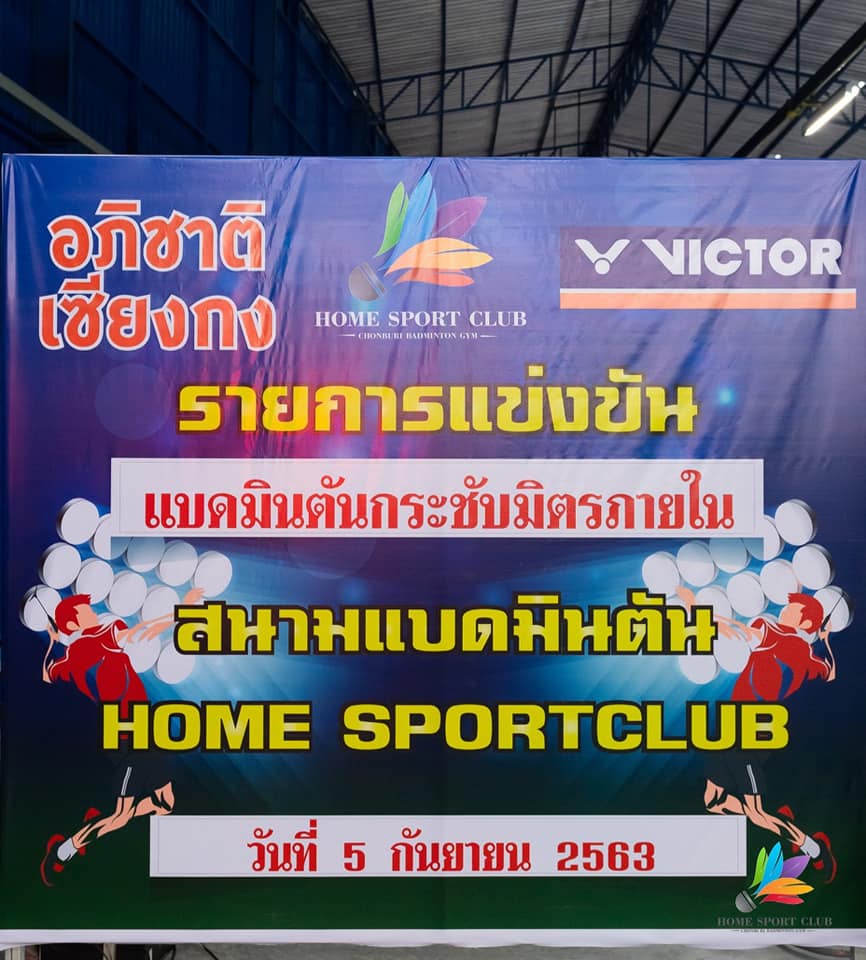 อภิชาติ
เซียงกง
HOME SPORT CLUB
CHONBURI BADMINTON GYM
VICTOR
รายการแข่งขัน
แบดมินตันกระชับมิตรภายใน
สนามแบดมินตัน
HOME SPORTCLUB
วันที่ 5 กันยายน 2563
HOME SPORT CLUB
CHONBURI BADMINTON GYM